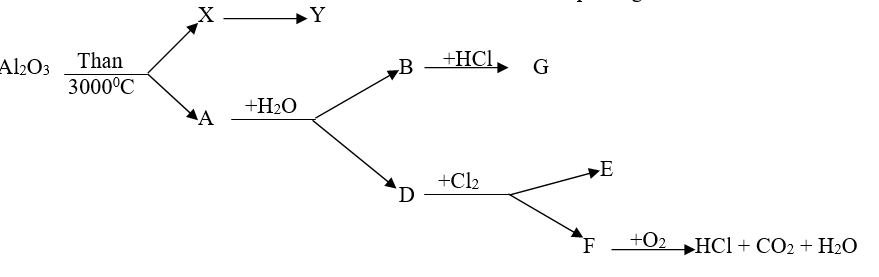 X Y
Al2O3 Than B +HCl G
3000⁰C
A +H2O
D +Cl2 E
F +O2 HCl + CO2 + H2O